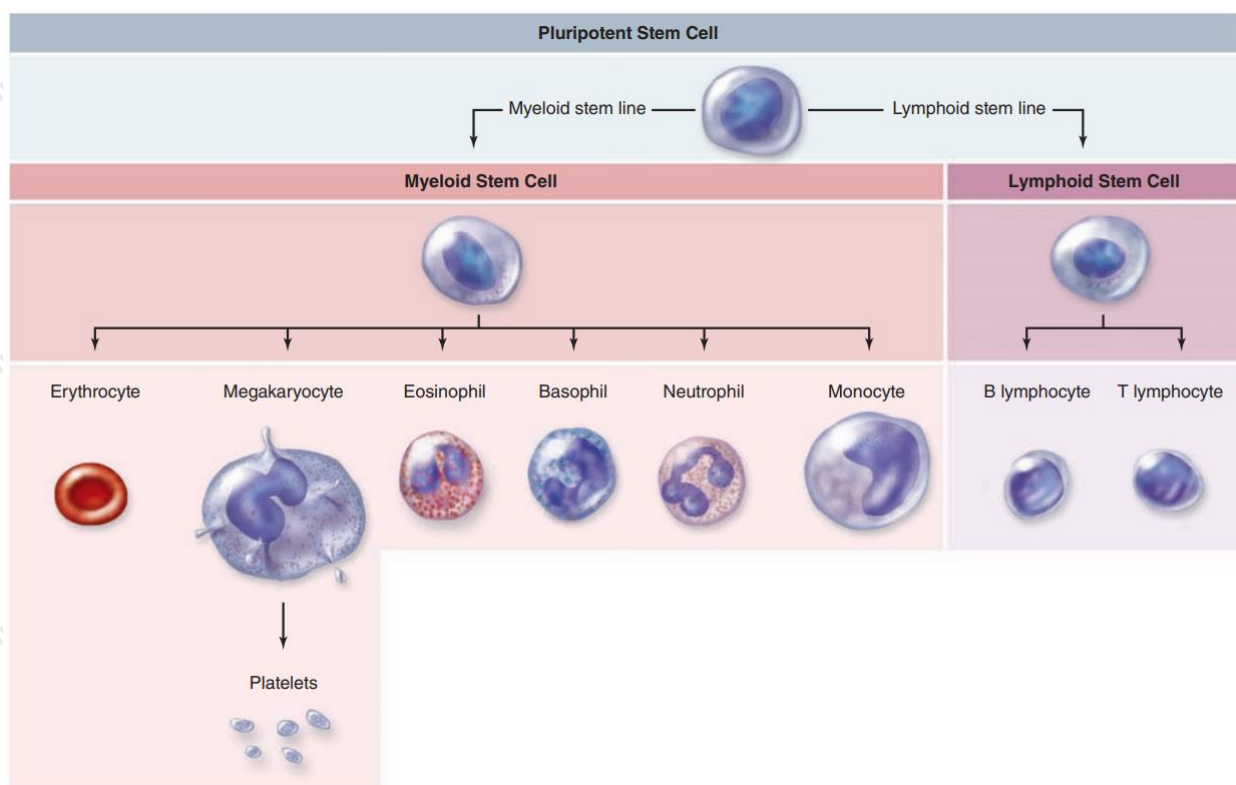 Pluripotent Stem Cell
Myeloid stem line
Lymphoid stem line
Myeloid Stem Cell
Lymphoid Stem Cell
Erythrocyte
Megakaryocyte
Eosinophil
Basophil
Neutrophil
Monocyte
B lymphocyte
T lymphocyte
Platelets